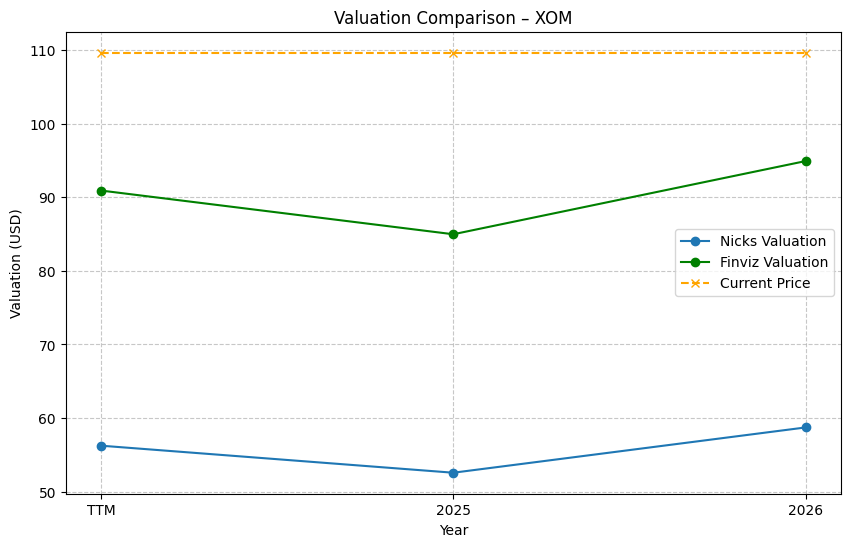 Valuation Comparison – XOM
Valuation (USD)
110
100
90
80
70
60
50
Nicks Valuation
Finviz Valuation
Current Price
TTM
2025
2026
Year